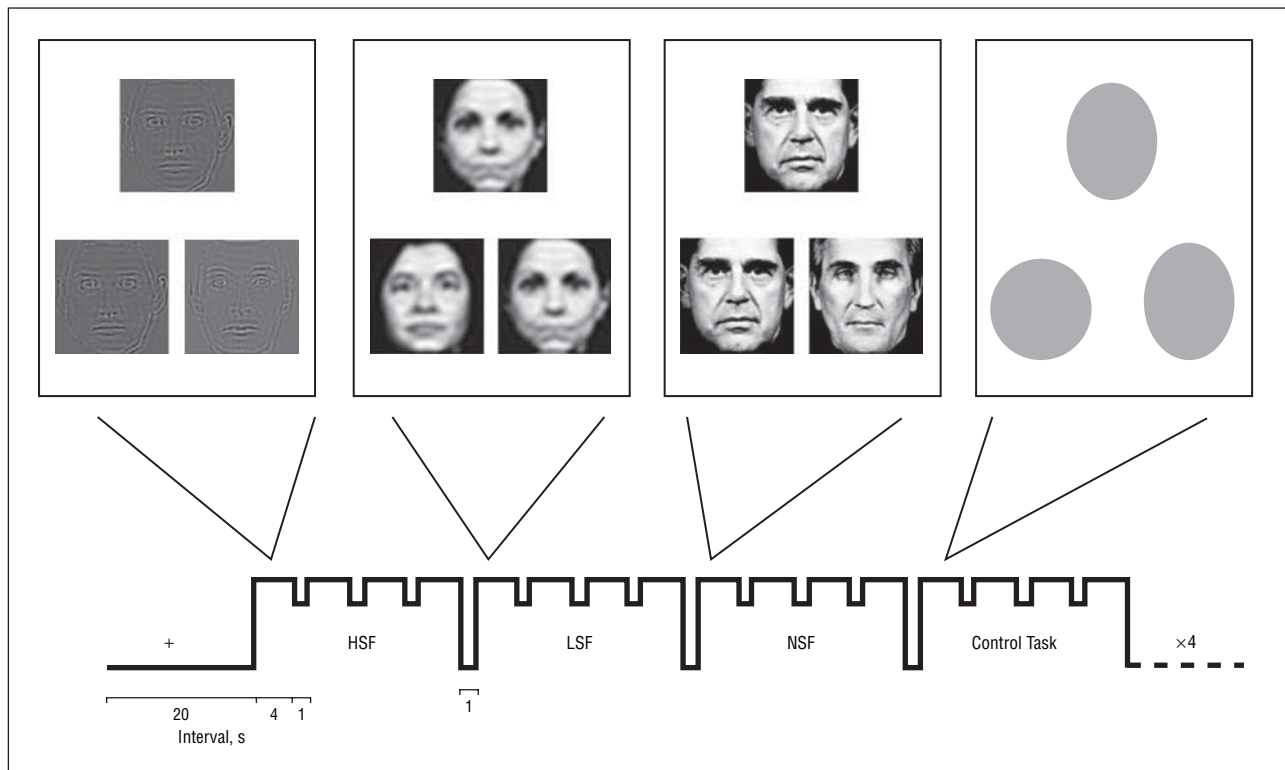 +
HSF
LSF
NSF
Control Task
×4
20
4
1
1
Interval, s